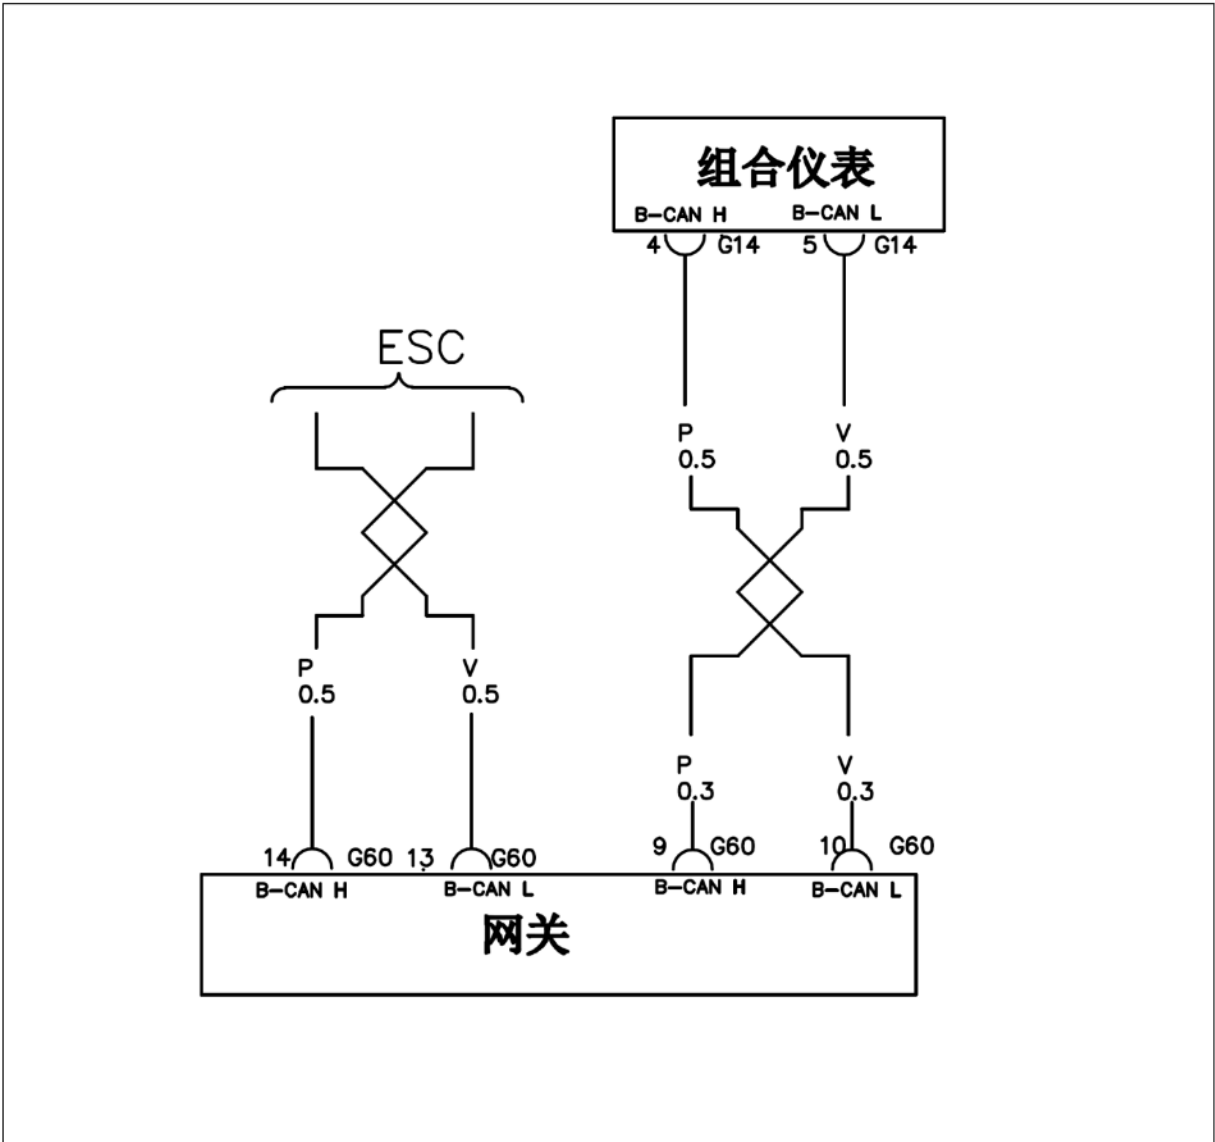 组合仪表
B-CAN H B-CAN L
4 G14 5 G14
ESC
P V
0.5 0.5
P V
0.5 0.5
P V
0.3 0.3
14 G60 13 G60 9 G60 10 G60
B-CAN H B-CAN L B-CAN H B-CAN L
网关